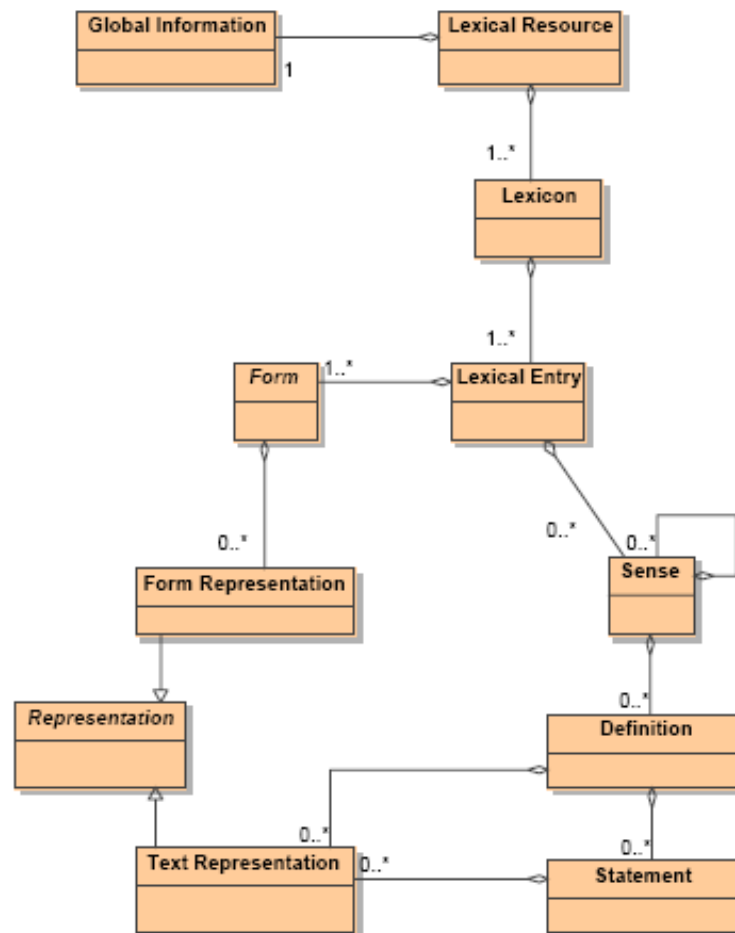 Global Information
Lexical Resource
1
1..*
Lexicon
1..*
Form
1..*
Lexical Entry
0..*
0..*
0..*
Form Representation
Sense
Representation
0..*
Definition
0..*
0..*
0..*
Text Representation
Statement